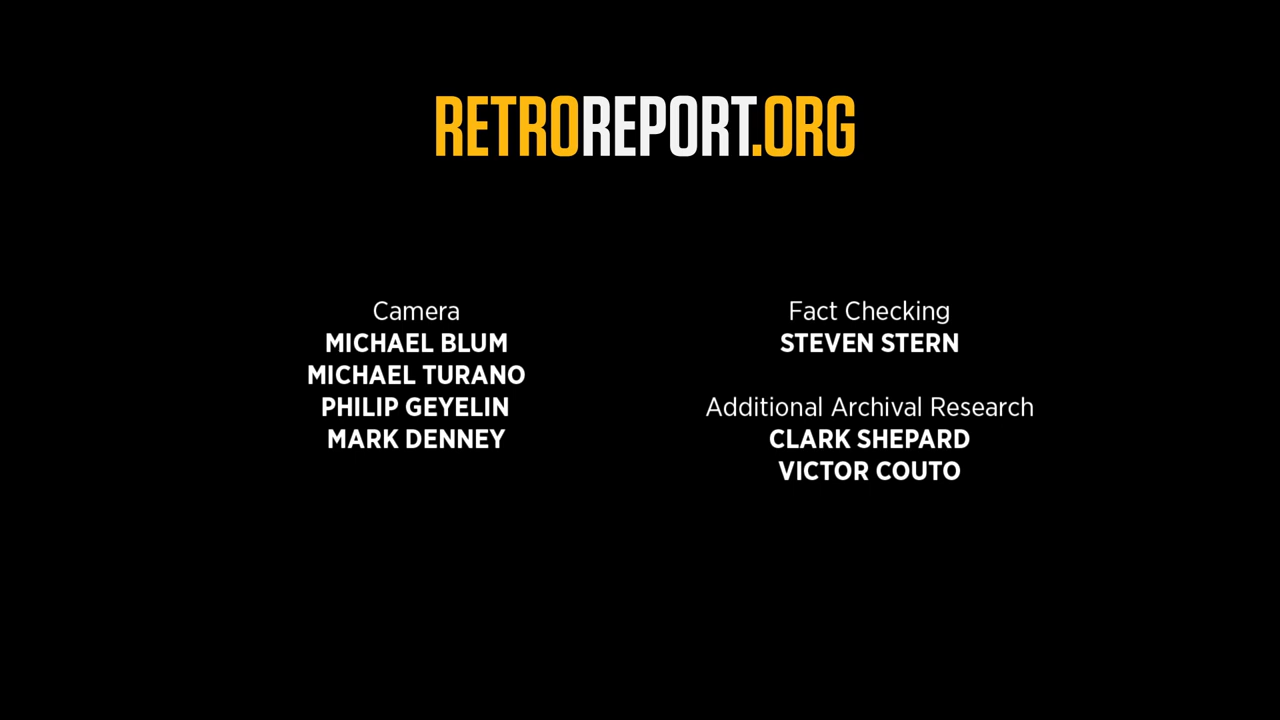 RETROREPORT.ORG
Camera
MICHAEL BLUM
MICHAEL TURANO
PHILIP GEYELIN
MARK DENNEY
Fact Checking
STEVEN STERN
Additional Archival Research
CLARK SHEPARD
VICTOR COUTO